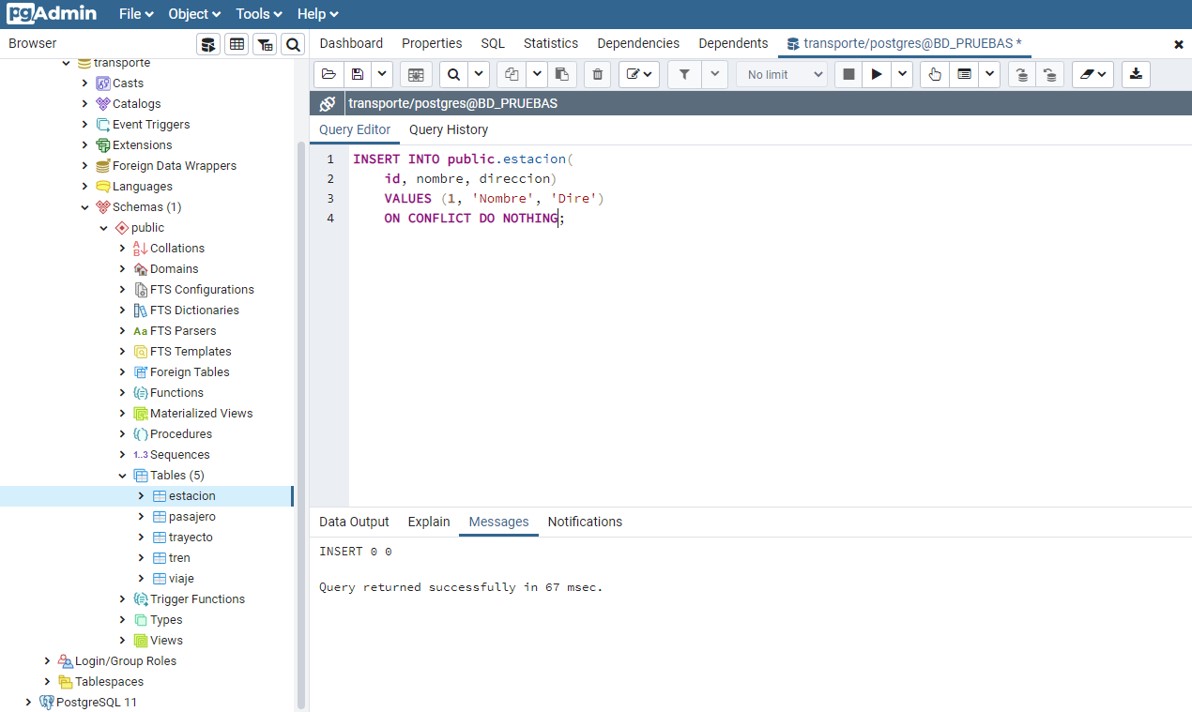 pgAdmin File Object Tools Help
Browser
Dashboard Properties SQL Statistics Dependencies Dependents transporte/postgres@BD_PRUEBAS *
No limit
transporte/postgres@BD_PRUEBAS
Query Editor Query History
transporte
Casts
Catalogs
Event Triggers
Extensions
Foreign Data Wrappers
Languages
Schemas (1)
public
Collations
Domains
FTS Configurations
FTS Dictionaries
Aa FTS Parsers
FTS Templates
Foreign Tables
Functions
Materialized Views
Procedures
1..3 Sequences
Tables (5)
estacion
pasajero
trayecto
tren
viaje
Trigger Functions
Types
Views
Login/Group Roles
Tablespaces
PostgreSQL 11
1 INSERT INTO public.estacion(
2 id, nombre, direccion)
3 VALUES (1, 'Nombre', 'Dire')
4 ON CONFLICT DO NOTHING;
Data Output Explain Messages Notifications
INSERT 0 0
Query returned successfully in 67 msec.